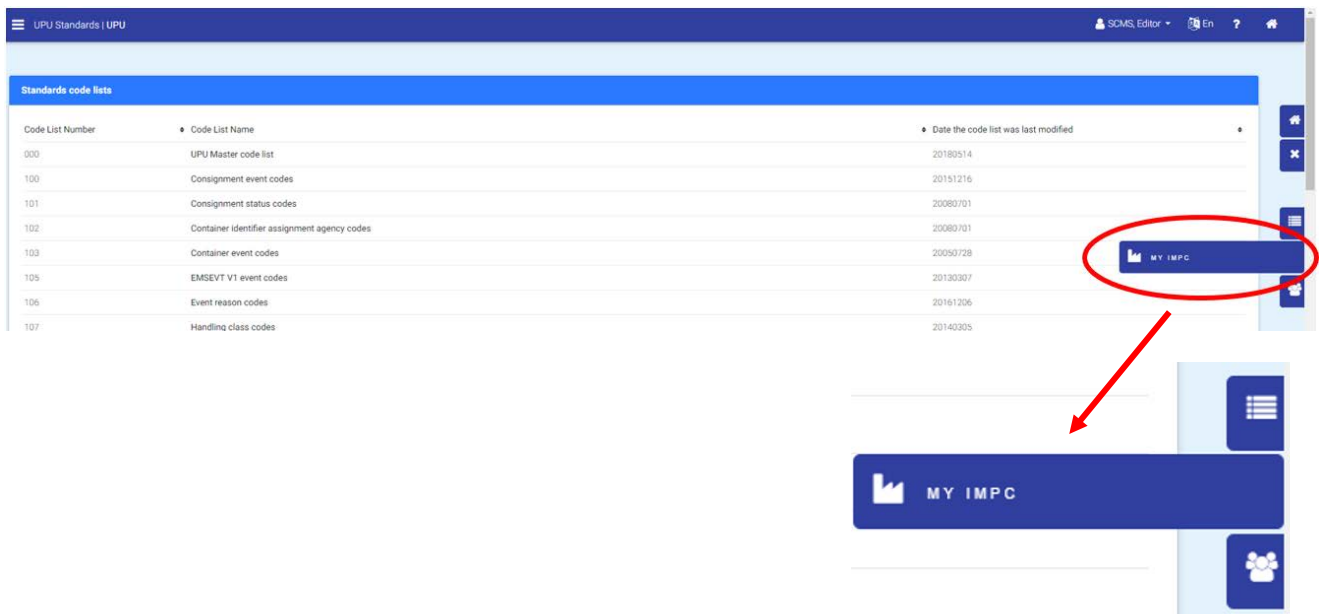 UPU Standards | UPU SCMS, Editor En ?
Standards code lists
Code List Number Code List Name Date the code list was last modified
000 UPU Master code list 20180514
100 Consignment event codes 20151216
101 Consignment status codes 20080701
102 Container identifier assignment agency codes 20080701
103 Container event codes 20050728
MY IMPC
105 EMSEVT V1 event codes 20130307
106 Event reason codes 20161206
107 Handling class codes 20140305
MY IMPC